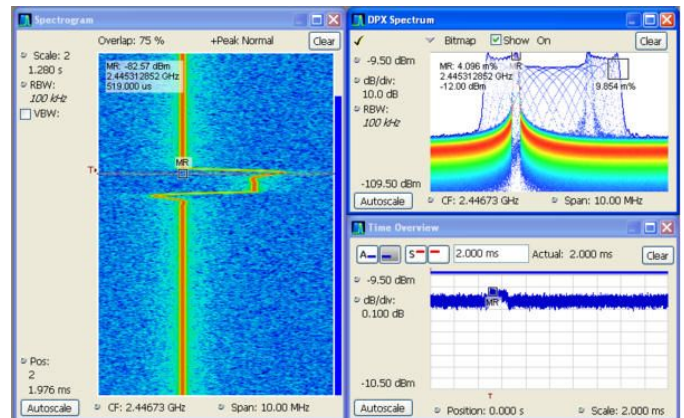 Spectrogram
Overlap: 75 %
+Peak Normal
Clear
Scale: 2
1.280 s
RBW:
100 kHz
VBW:
MR: -82.57 dBm
2.445312852 GHz
519.000 us
MR
T
Pos:
2
1.976 ms
Autoscale
CF: 2.44673 GHz
Span: 10.00 MHz
DPX Spectrum
Bitmap
Show On
Clear
-9.50 dBm
dB/div:
10.0 dB
RBW:
100 kHz
-109.50 dBm
MR: 4.096 m%
2.445312852 GHz
-12.00 dBm
MR
9.854 m%
Autoscale
CF: 2.44673 GHz
Span: 10.00 MHz
Time Overview
A
S
2.000 ms
Actual: 2.000 ms
Clear
-9.50 dBm
dB/div:
0.100 dB
MR
-10.50 dBm
T
Autoscale
Position: 0.000 s
Scale: 2.000 ms